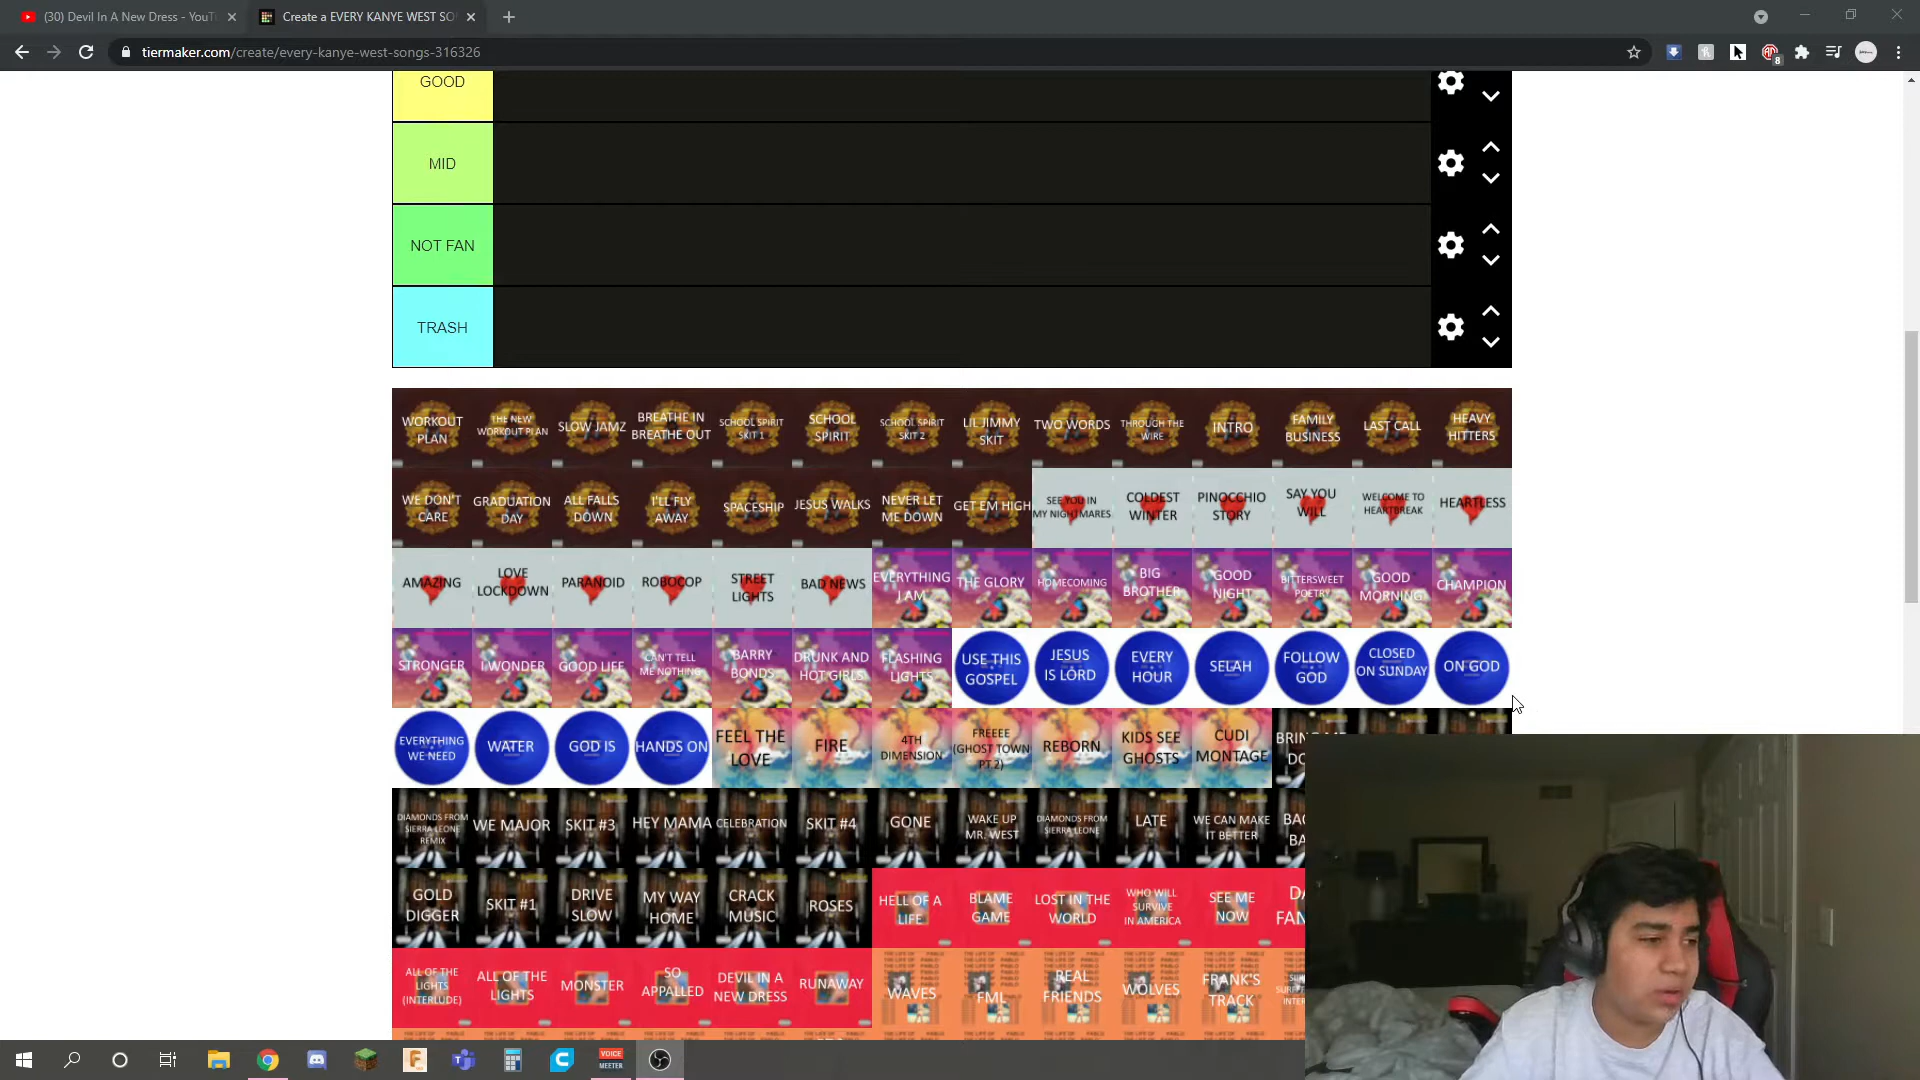 (30) Devil In A New Dress - YouTu
Create a EVERY KANYE WEST SO
tiermaker.com/create/every-kanye-west-songs-316326
8
GOOD
MID
NOT FAN
TRASH
WORKOUT PLAN
THE NEW WORKOUT PLAN
SLOW JAMZ
BREATHE IN BREATHE OUT
SCHOOL SPIRIT SKIT 1
SCHOOL SPIRIT
SCHOOL SPIRIT SKIT 2
LIL JIMMY SKIT
TWO WORDS
THROUGH THE WIRE
INTRO
FAMILY BUSINESS
LAST CALL
HEAVY HITTERS
WE DON'T CARE
GRADUATION DAY
ALL FALLS DOWN
I'LL FLY AWAY
SPACESHIP
JESUS WALKS
NEVER LET ME DOWN
GET EM HIGH
SEE YOU IN MY NIGHTMARES
COLDEST WINTER
PINOCCHIO STORY
SAY YOU WILL
WELCOME TO HEARTBREAK
HEARTLESS
AMAZING
LOVE LOCKDOWN
PARANOID
ROBOCOP
STREET LIGHTS
BAD NEWS
EVERYTHING I AM
THE GLORY
HOMECOMING
BIG BROTHER
GOOD NIGHT
BITTERSWEET POETRY
GOOD MORNING
CHAMPION
STRONGER
I WONDER
GOOD LIFE
CAN'T TELL ME NOTHING
BARRY BONDS
DRUNK AND HOT GIRLS
FLASHING LIGHTS
USE THIS GOSPEL
JESUS IS LORD
EVERY HOUR
SELAH
FOLLOW GOD
CLOSED ON SUNDAY
ON GOD
EVERYTHING WE NEED
WATER
GOD IS
HANDS ON
FEEL THE LOVE
FIRE
4TH DIMENSION
FREEEE (GHOST TOWN PT 2)
REBORN
KIDS SEE GHOSTS
CUDI MONTAGE
DIAMONDS FROM SIERRA LEONE REMIX
WE MAJOR
SKIT #3
HEY MAMA
CELEBRATION
SKIT #4
GONE
WAKE UP MR. WEST
DIAMONDS FROM SIERRA LEONE
LATE
WE CAN MAKE IT BETTER
GOLD DIGGER
SKIT #1
DRIVE SLOW
MY WAY HOME
CRACK MUSIC
ROSES
HELL OF A LIFE
BLAME GAME
LOST IN THE WORLD
WHO WILL SURVIVE IN AMERICA
SEE ME NOW
ALL OF THE LIGHTS (INTERLUDE)
ALL OF THE LIGHTS
MONSTER
SO APPALLED
DEVIL IN A NEW DRESS
RUNAWAY
WAVES
FML
REAL FRIENDS
WOLVES
FRANK'S TRACK
VOICE MEETER